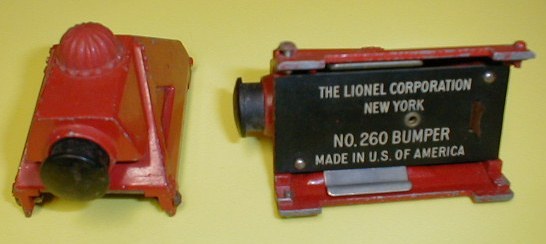 THE LIONEL CORPORATION
NEW YORK
NO. 260 BUMPER
MADE IN U.S. OF AMERICA